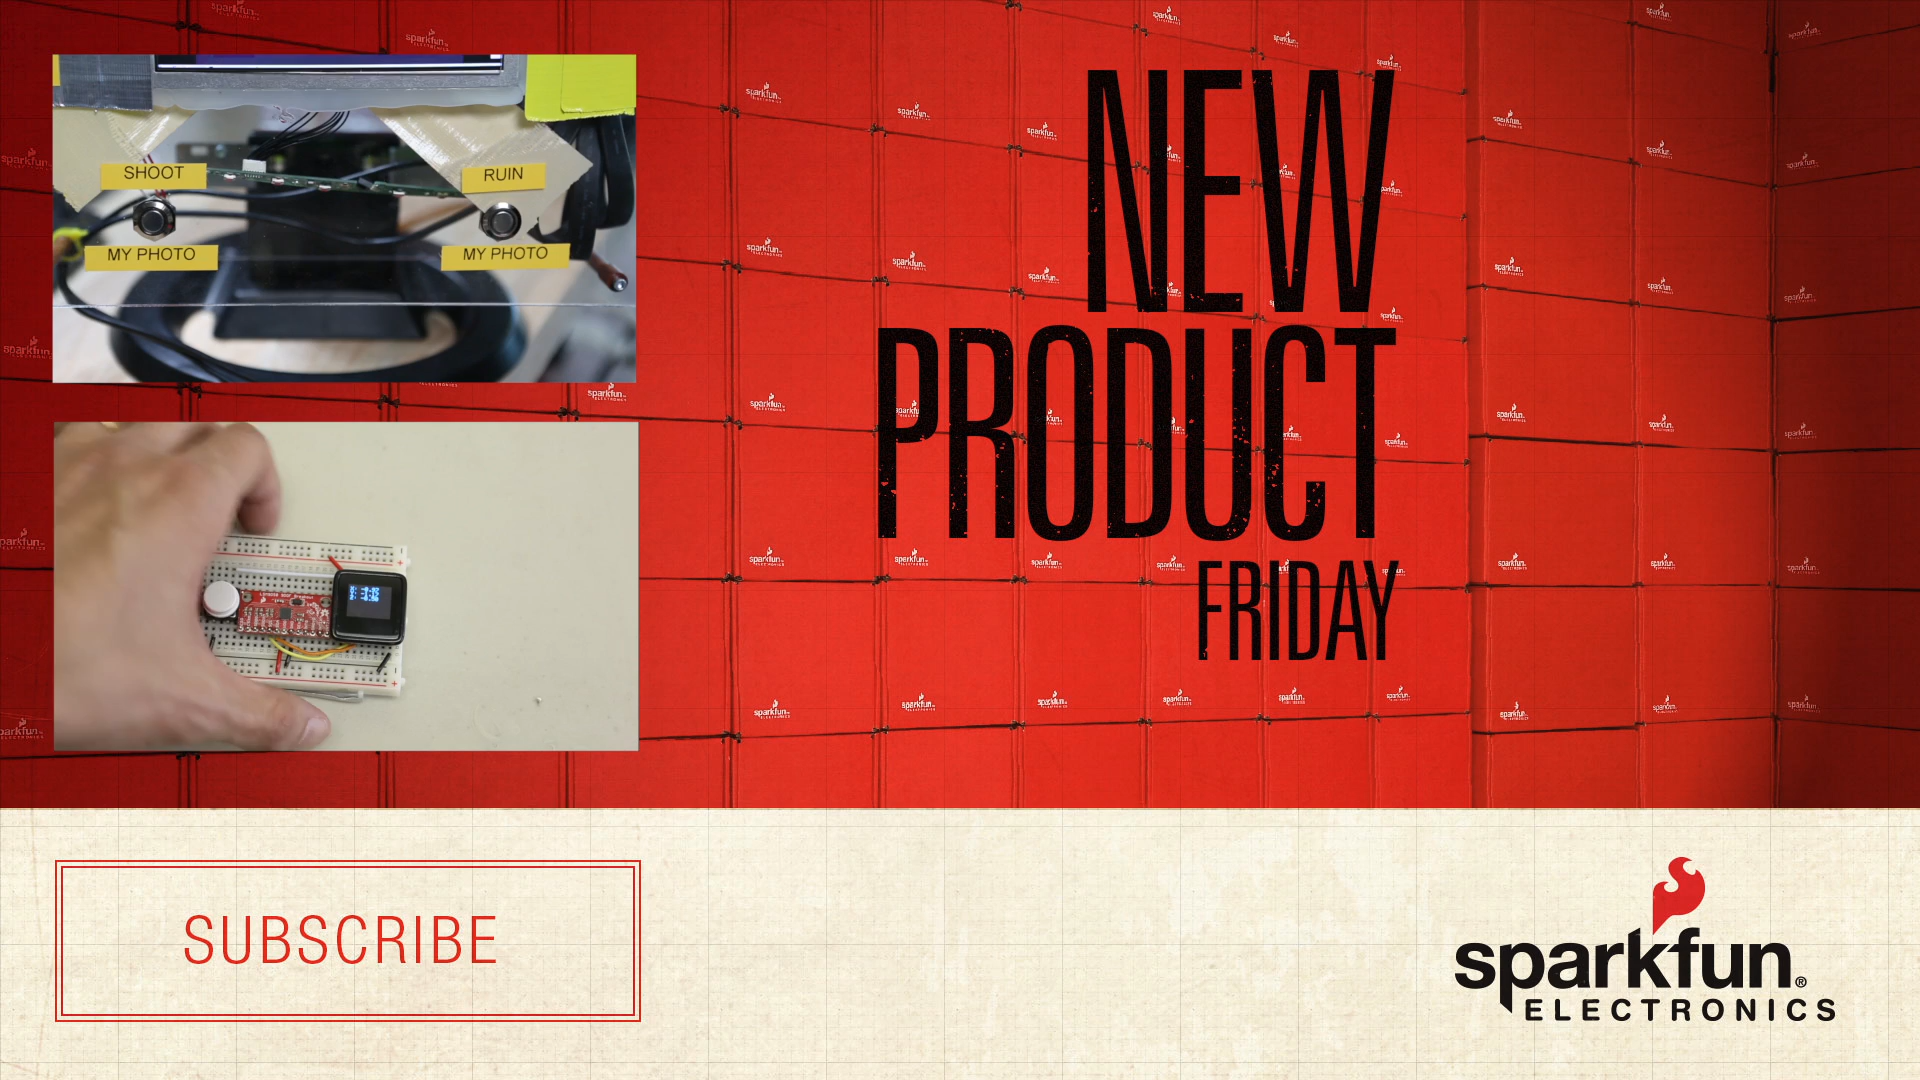 SHOOT
MY PHOTO
RUIN
MY PHOTO
NEW
PRODUCT
FRIDAY
SUBSCRIBE
sparkfun®
ELECTRONICS